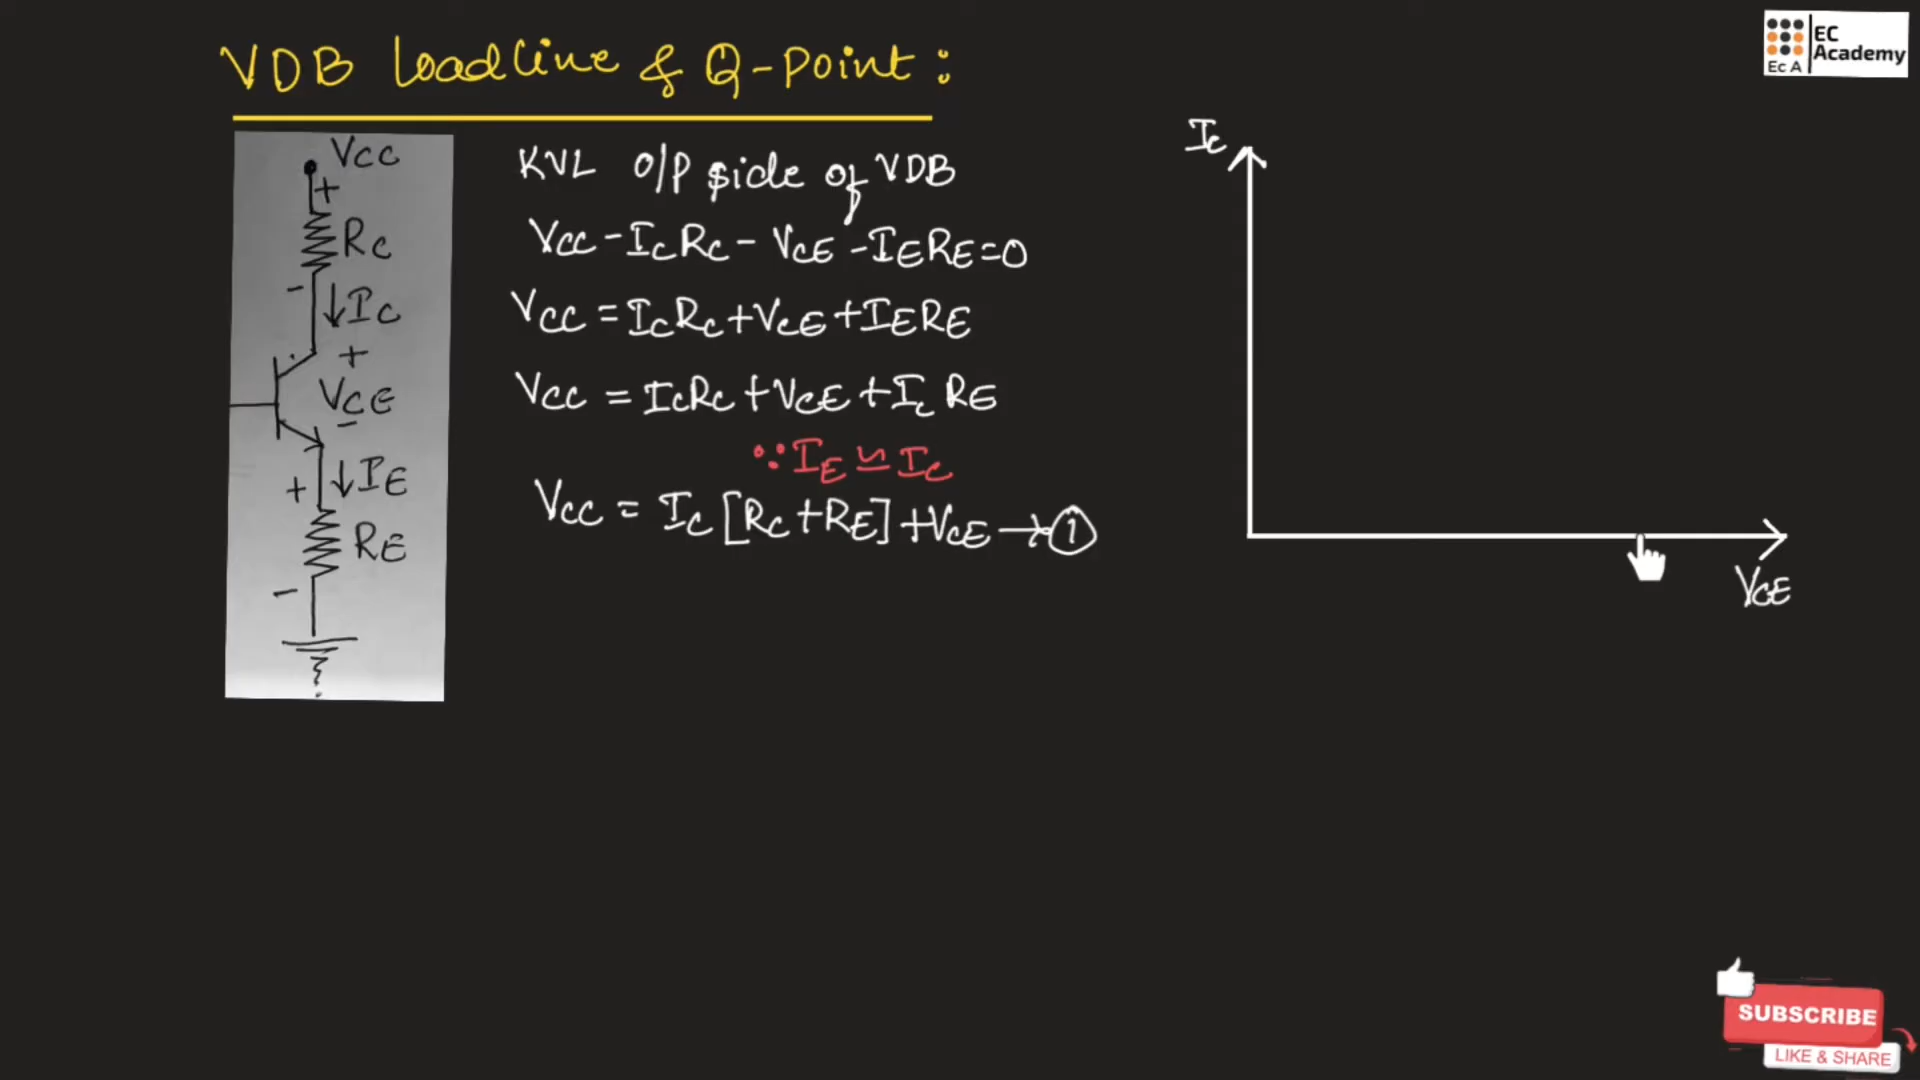 VDB Loadline & Q-Point :
EC Academy
Ec A
VCC
+
RC
-
↓IC
+
VCE
-
+ ↓IE
RE
-
KVL O/P side of VDB
VCC - ICRC - VCE - IERE = 0
VCC = ICRC + VCE + IERE
VCC = ICRC + VCE + IC RE
∵ IE ≃ IC
VCC = IC [RC + RE] + VCE → ①
IC
VCE
SUBSCRIBE
LIKE & SHARE